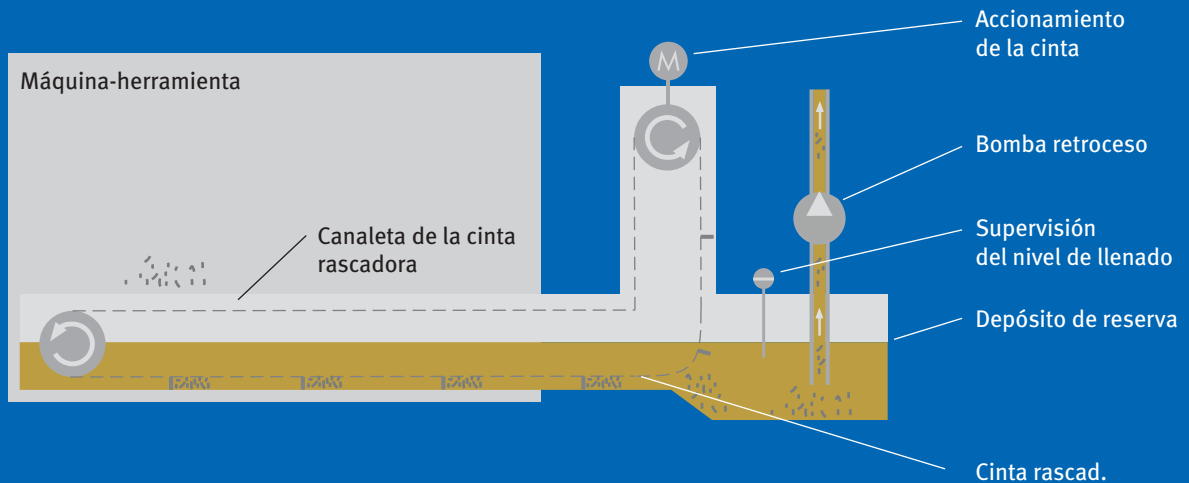 Accionamiento
de la cinta
Máquina-herramienta
M
Bomba retroceso
Supervisión
del nivel de llenado
Canaleta de la cinta
rascadora
Depósito de reserva
Cinta rascad.